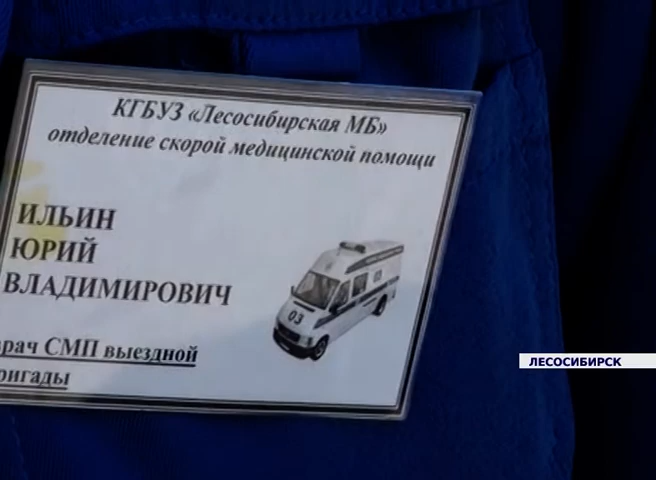 КГБУЗ «Лесосибирская МБ»
отделение скорой медицинской помощи
ИЛЬИН
ЮРИЙ
ВЛАДИМИРОВИЧ
03
рач СМП выездной
ригады
ЛЕСОСИБИРСК